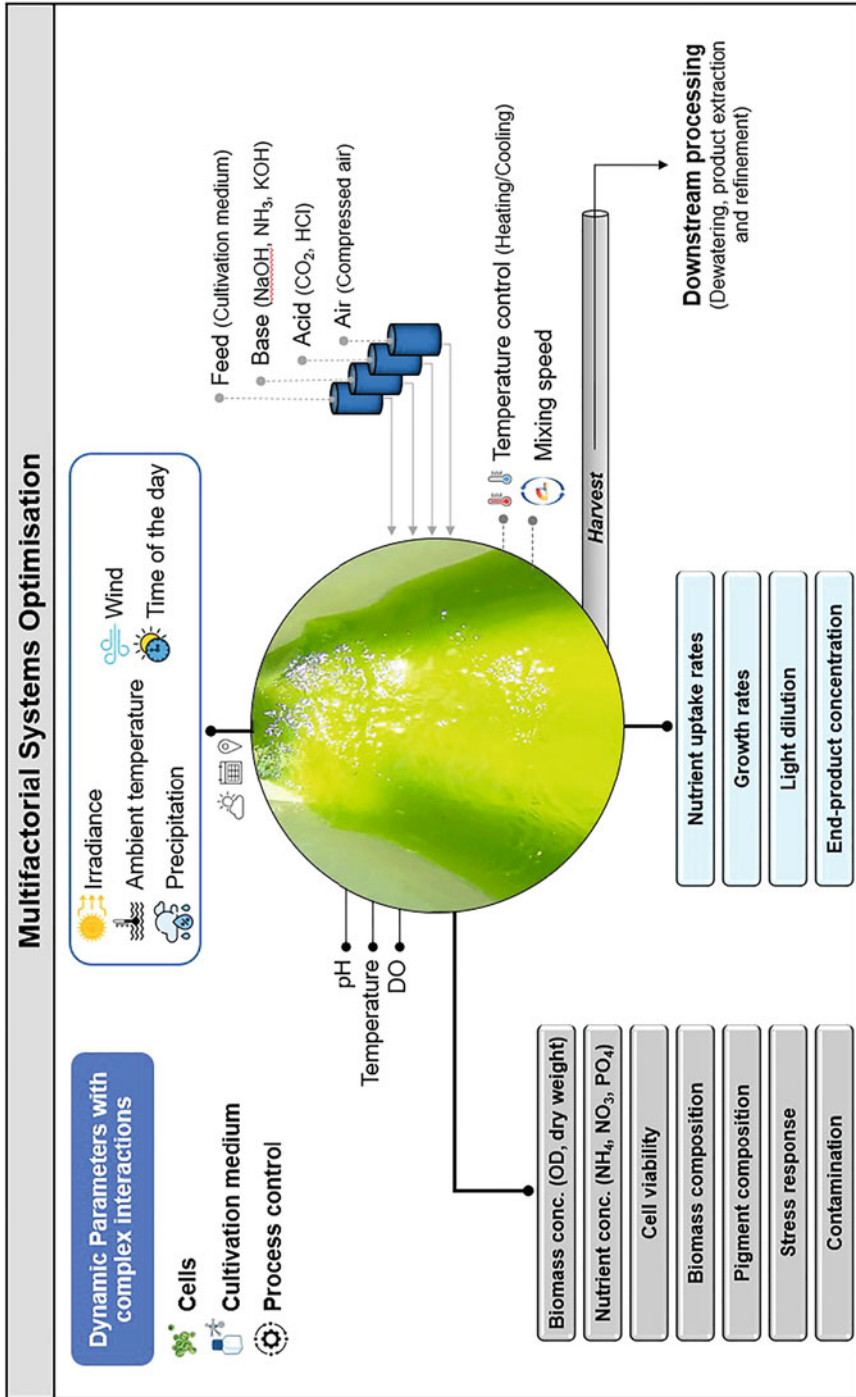 Multifactorial Systems Optimisation
Dynamic Parameters with
complex interactions
Cells
Cultivation medium
Process control
Irradiance
Ambient temperature
Precipitation
Wind
Time of the day
pH
Temperature
DO
Feed (Cultivation medium)
Base (NaOH, NH₃, KOH)
Acid (CO₂, HCl)
Air (Compressed air)
Temperature control (Heating/Cooling)
Mixing speed
Harvest
Downstream processing
(Dewatering, product extraction
and refinement)
Biomass conc. (OD, dry weight)
Nutrient conc. (NH₄, NO₃, PO₄)
Cell viability
Biomass composition
Pigment composition
Stress response
Contamination
Nutrient uptake rates
Growth rates
Light dilution
End-product concentration